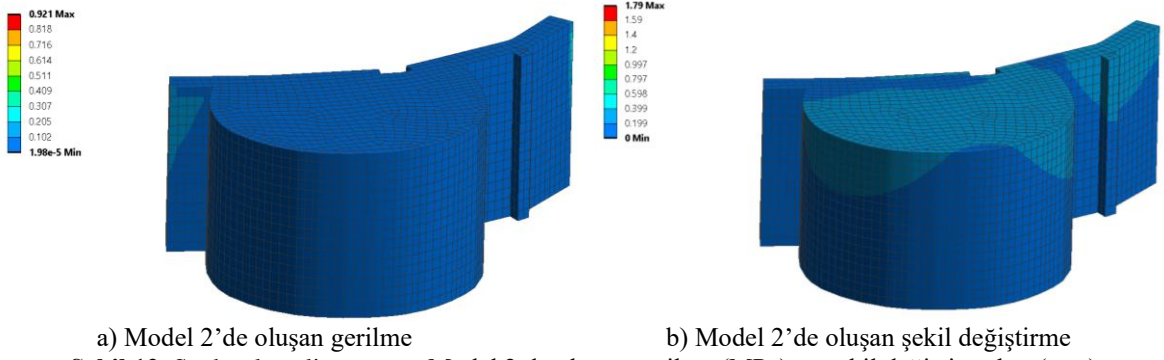 0.921 Max
0.818
0.716
0.614
0.511
0.409
0.307
0.205
0.102
1.98e-5 Min
1.79 Max
1.59
1.4
1.2
0.997
0.797
0.598
0.399
0.199
0 Min
a) Model 2’de oluşan gerilme
b) Model 2’de oluşan şekil değiştirme
Model 2